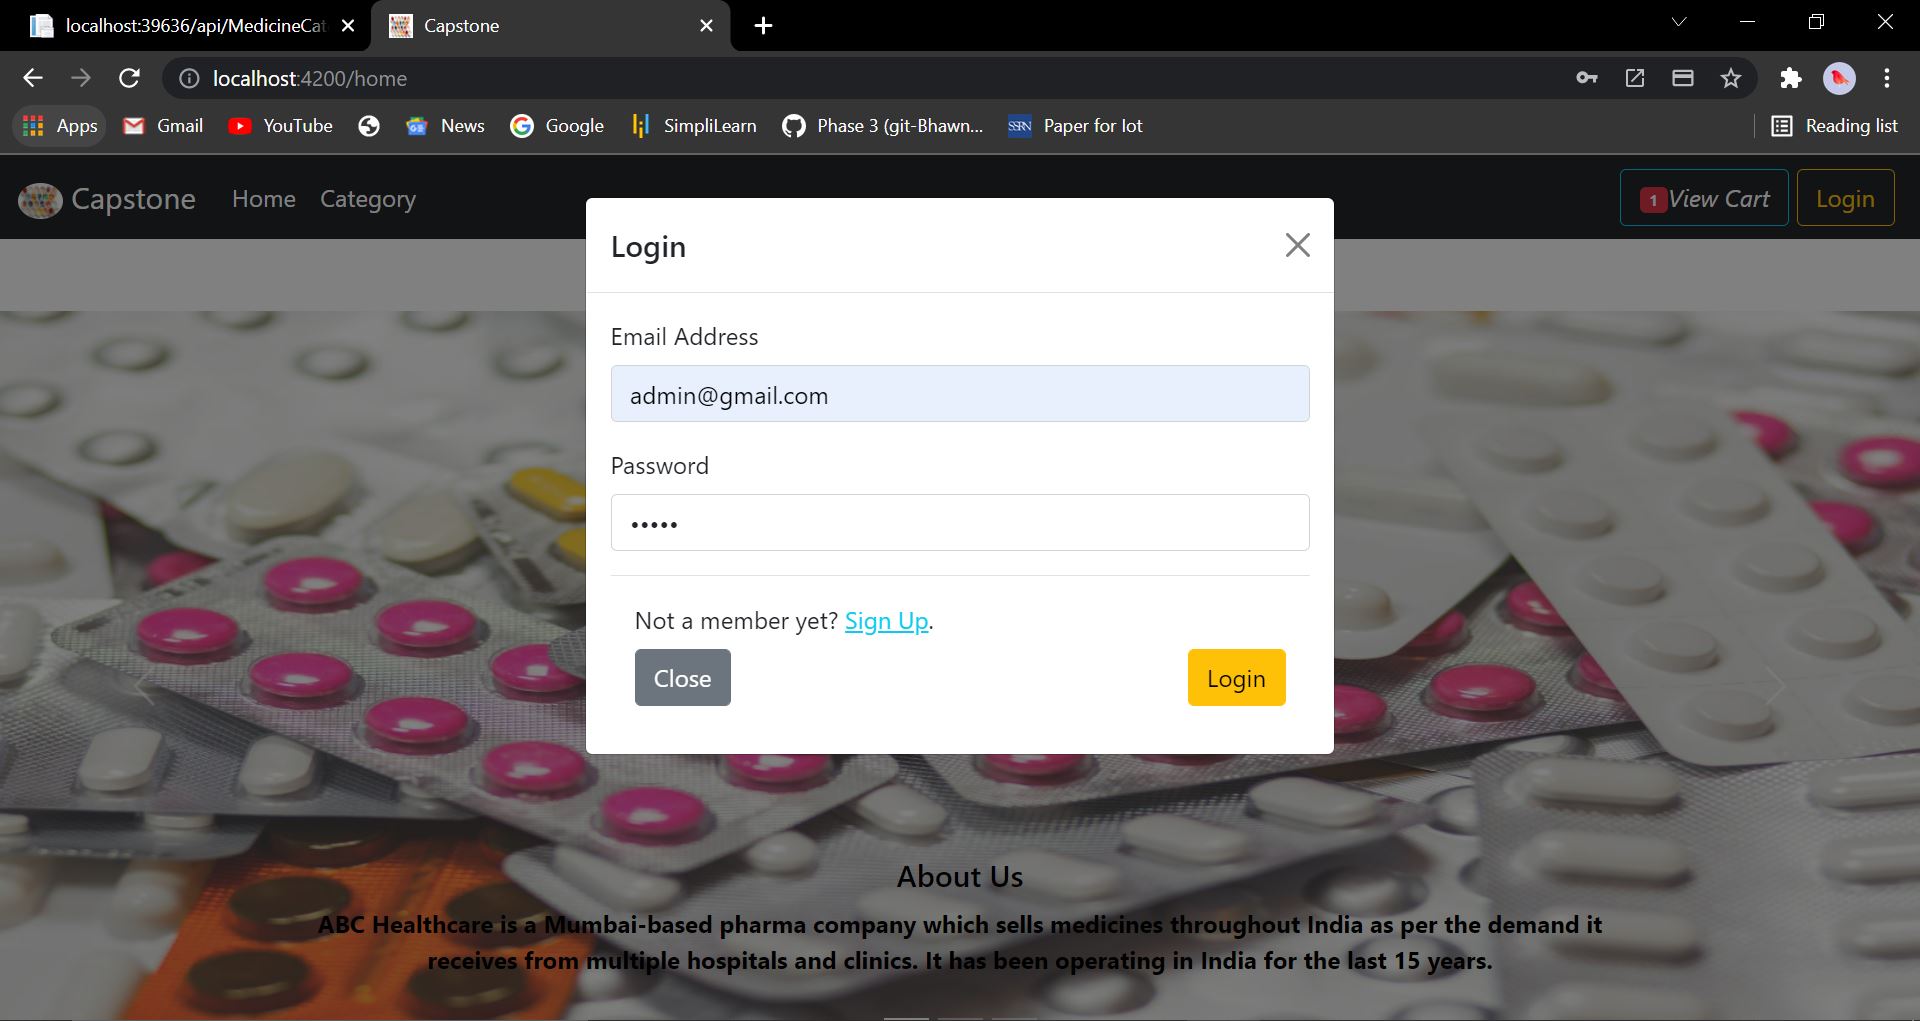 localhost:39636/api/MedicineCat
Capstone
localhost:4200/home
Apps
Gmail
YouTube
News
Google
SimpliLearn
Phase 3 (git-Bhawn...
SSRN
Paper for Iot
Reading list
Capstone
Home
Category
1 View Cart
Login
Login
Email Address
admin@gmail.com
Password
•••••
Not a member yet? Sign Up.
Close
Login
About Us
ABC Healthcare is a Mumbai-based pharma company which sells medicines throughout India as per the demand it
receives from multiple hospitals and clinics. It has been operating in India for the last 15 years.